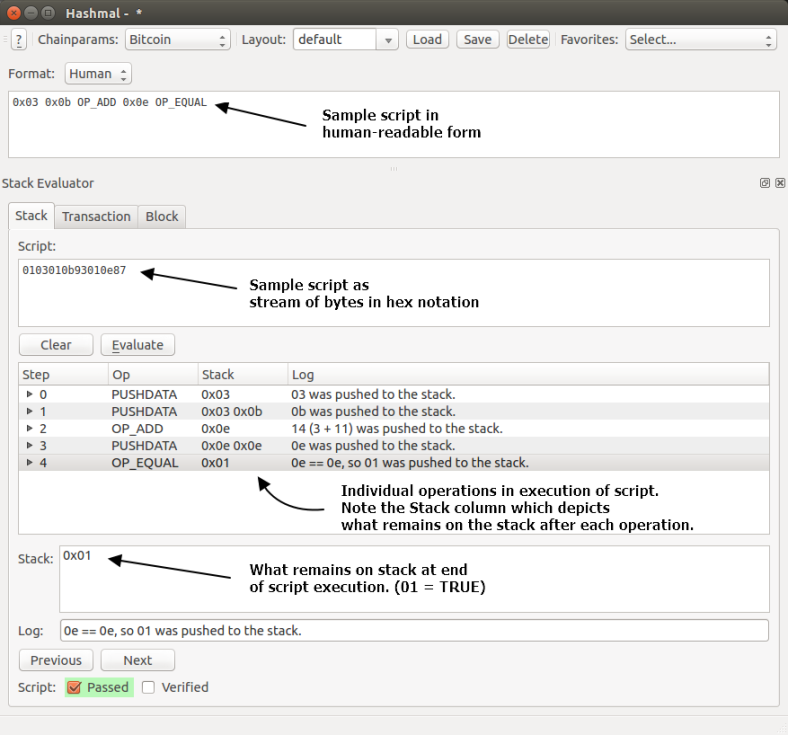 Hashmal - *
? Chainparams: Bitcoin Layout: default Load Save Delete Favorites: Select...
Format: Human
0x03 0x0b OP_ADD 0x0e OP_EQUAL
Sample script in
human-readable form
Stack Evaluator
Stack Transaction Block
Script:
0103010b93010e87
Sample script as
stream of bytes in hex notation
Clear Evaluate
Step Op Stack Log
0 PUSHDATA 0x03 03 was pushed to the stack.
1 PUSHDATA 0x03 0x0b 0b was pushed to the stack.
2 OP_ADD 0x0e 14 (3 + 11) was pushed to the stack.
3 PUSHDATA 0x0e 0x0e 0e was pushed to the stack.
4 OP_EQUAL 0x01 0e == 0e, so 01 was pushed to the stack.
Individual operations in execution of script.
Note the Stack column which depicts
what remains on the stack after each operation.
Stack: 0x01
What remains on stack at end
of script execution. (01 = TRUE)
Log: 0e == 0e, so 01 was pushed to the stack.
Previous Next
Script: Passed Verified